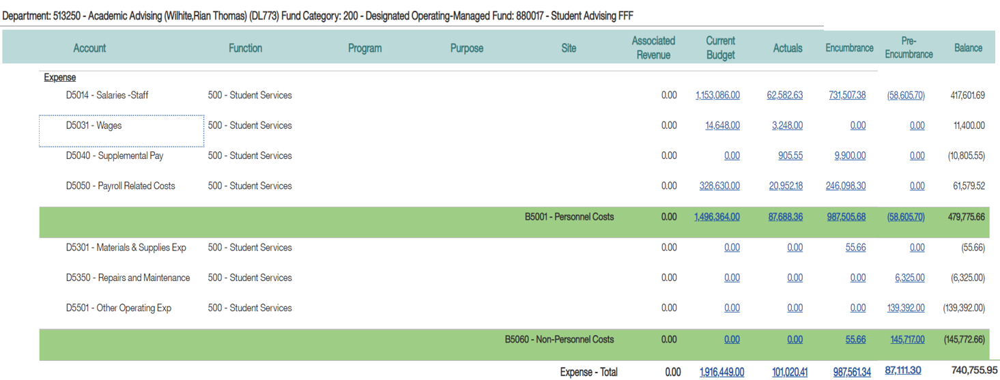 Department: 513250 - Academic Advising (Wilhite,Rian Thomas) (DL773) Fund Category: 200 - Designated Operating-Managed Fund: 880017 - Student Advising FFF
Account Function Program Purpose Site Associated Revenue Current Budget Actuals Encumbrance Pre-Encumbrance Balance
Expense
D5014 - Salaries -Staff 500 - Student Services 0.00 1,153,086.00 62,582.63 731,507.38 (58,605.70) 417,601.69
D5031 - Wages 500 - Student Services 0.00 14,648.00 3,248.00 0.00 0.00 11,400.00
D5040 - Supplemental Pay 500 - Student Services 0.00 0.00 905.55 9,900.00 0.00 (10,805.55)
D5050 - Payroll Related Costs 500 - Student Services 0.00 328,630.00 20,952.18 246,098.30 0.00 61,579.52
B5001 - Personnel Costs 0.00 1,496,364.00 87,688.36 987,505.68 (58,605.70) 479,775.66
D5301 - Materials & Supplies Exp 500 - Student Services 0.00 0.00 0.00 55.66 0.00 (55.66)
D5350 - Repairs and Maintenance 500 - Student Services 0.00 0.00 0.00 0.00 6,325.00 (6,325.00)
D5501 - Other Operating Exp 500 - Student Services 0.00 0.00 0.00 0.00 139,392.00 (139,392.00)
B5060 - Non-Personnel Costs 0.00 0.00 0.00 55.66 145,717.00 (145,772.66)
Expense - Total 0.00 1,916,449.00 101,020.41 987,561.34 87,111.30 740,755.95